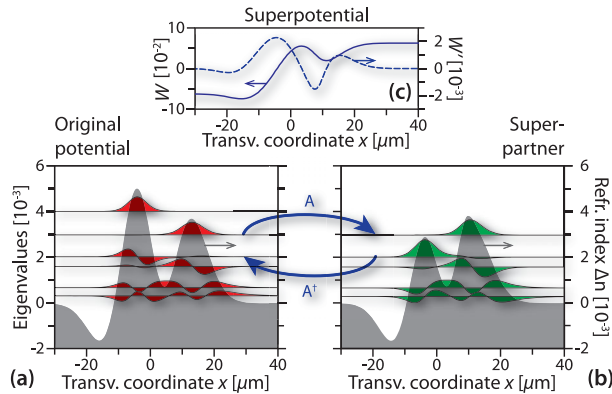 Superpotential
10
0
-10
W [10⁻²]
2
0
-2
W' [10⁻³]
(c)
-20 0 20 40
Transv. coordinate x [μm]
Original
potential
Super-
partner
6
4
2
0
-2
Eigenvalues [10⁻³]
A
A†
6
4
2
0
-2
Refr. index Δn [10⁻³]
-20 0 20 40
-20 0 20 40
(a) Transv. coordinate x [μm]
Transv. coordinate x [μm] (b)